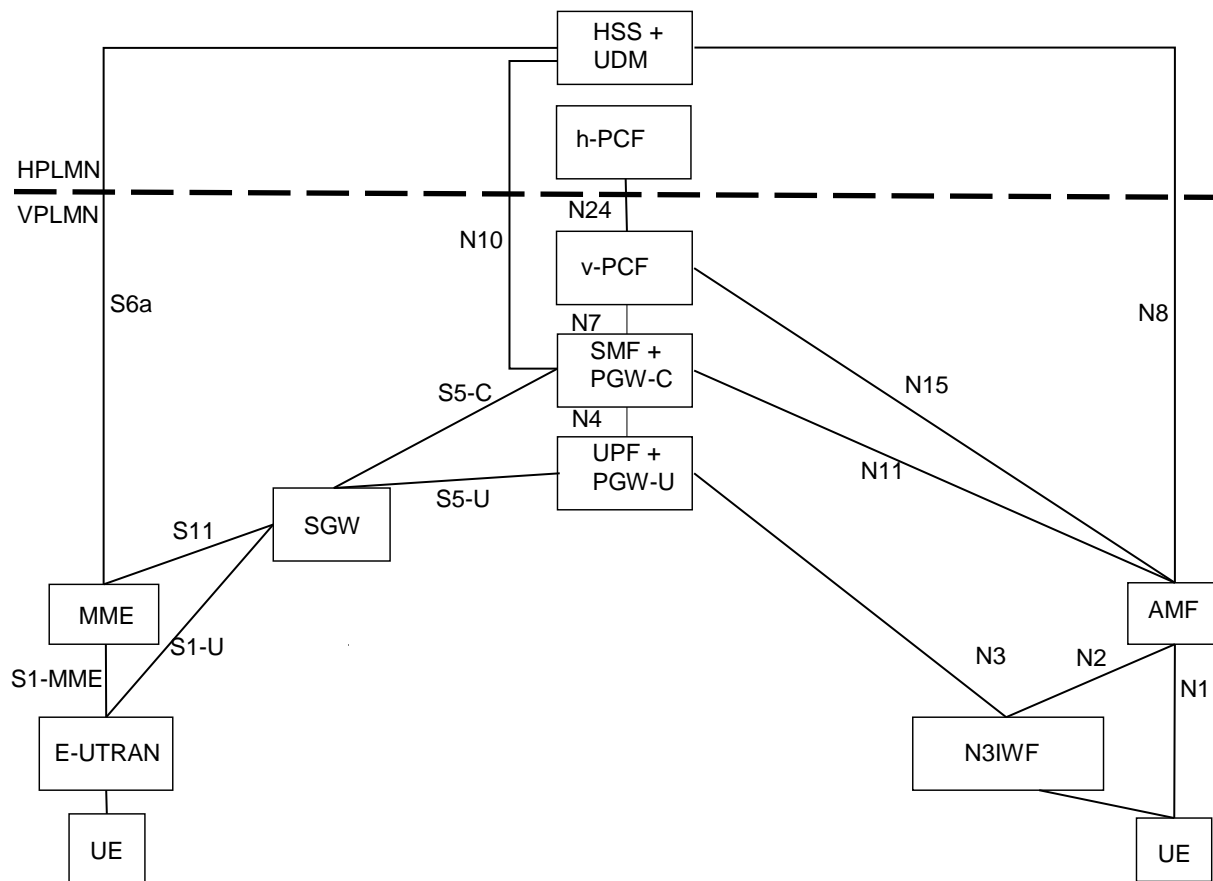 HSS +
UDM
h-PCF
HPLMN
VPLMN
N24
N10
v-PCF
S6a
N8
N7
SMF +
PGW-C
S5-C
N15
N4
UPF +
PGW-U
N11
S5-U
SGW
S11
MME
AMF
S1-U
N3
N2
S1-MME
N1
E-UTRAN
N3IWF
UE
UE